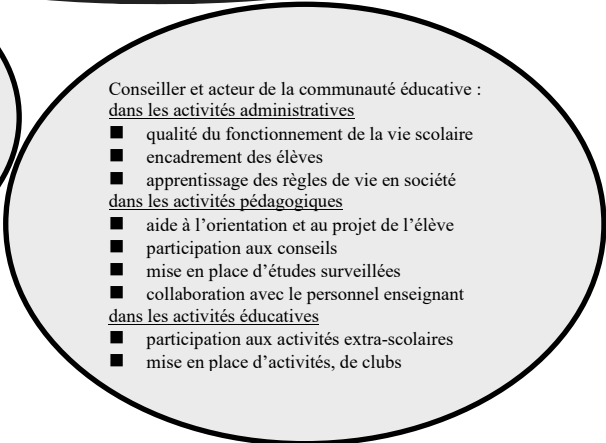 Conseiller et acteur de la communauté éducative :
dans les activités administratives
■ qualité du fonctionnement de la vie scolaire
■ encadrement des élèves
■ apprentissage des règles de vie en société
dans les activités pédagogiques
■ aide à l’orientation et au projet de l’élève
■ participation aux conseils
■ mise en place d’études surveillées
■ collaboration avec le personnel enseignant
dans les activités éducatives
■ participation aux activités extra-scolaires
■ mise en place d’activités, de clubs